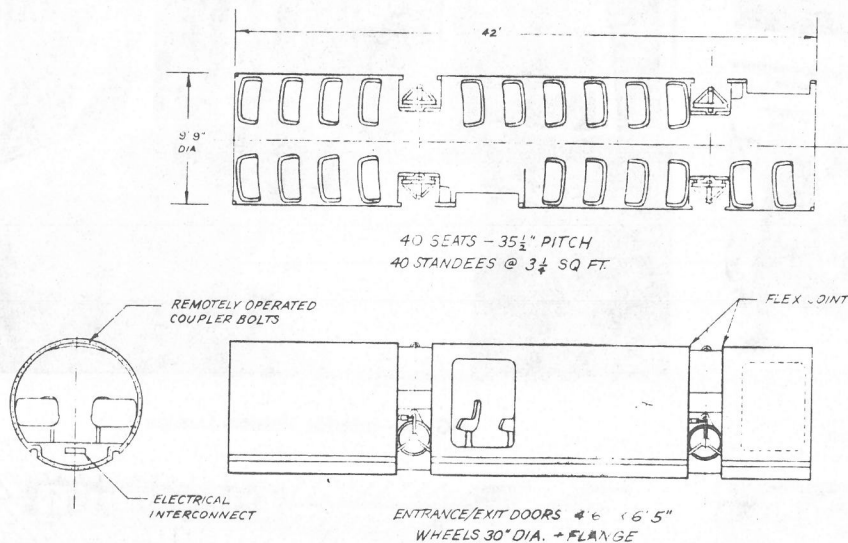 42'
9'9"
DIA
40 SEATS - 35½" PITCH
40 STANDEES @ 3¼ SQ FT.
REMOTELY OPERATED
COUPLER BOLTS
FLEX JOINT
ELECTRICAL
INTERCONNECT
ENTRANCE/EXIT DOORS 4'6" x 6'5"
WHEELS 30" DIA. + FLANGE